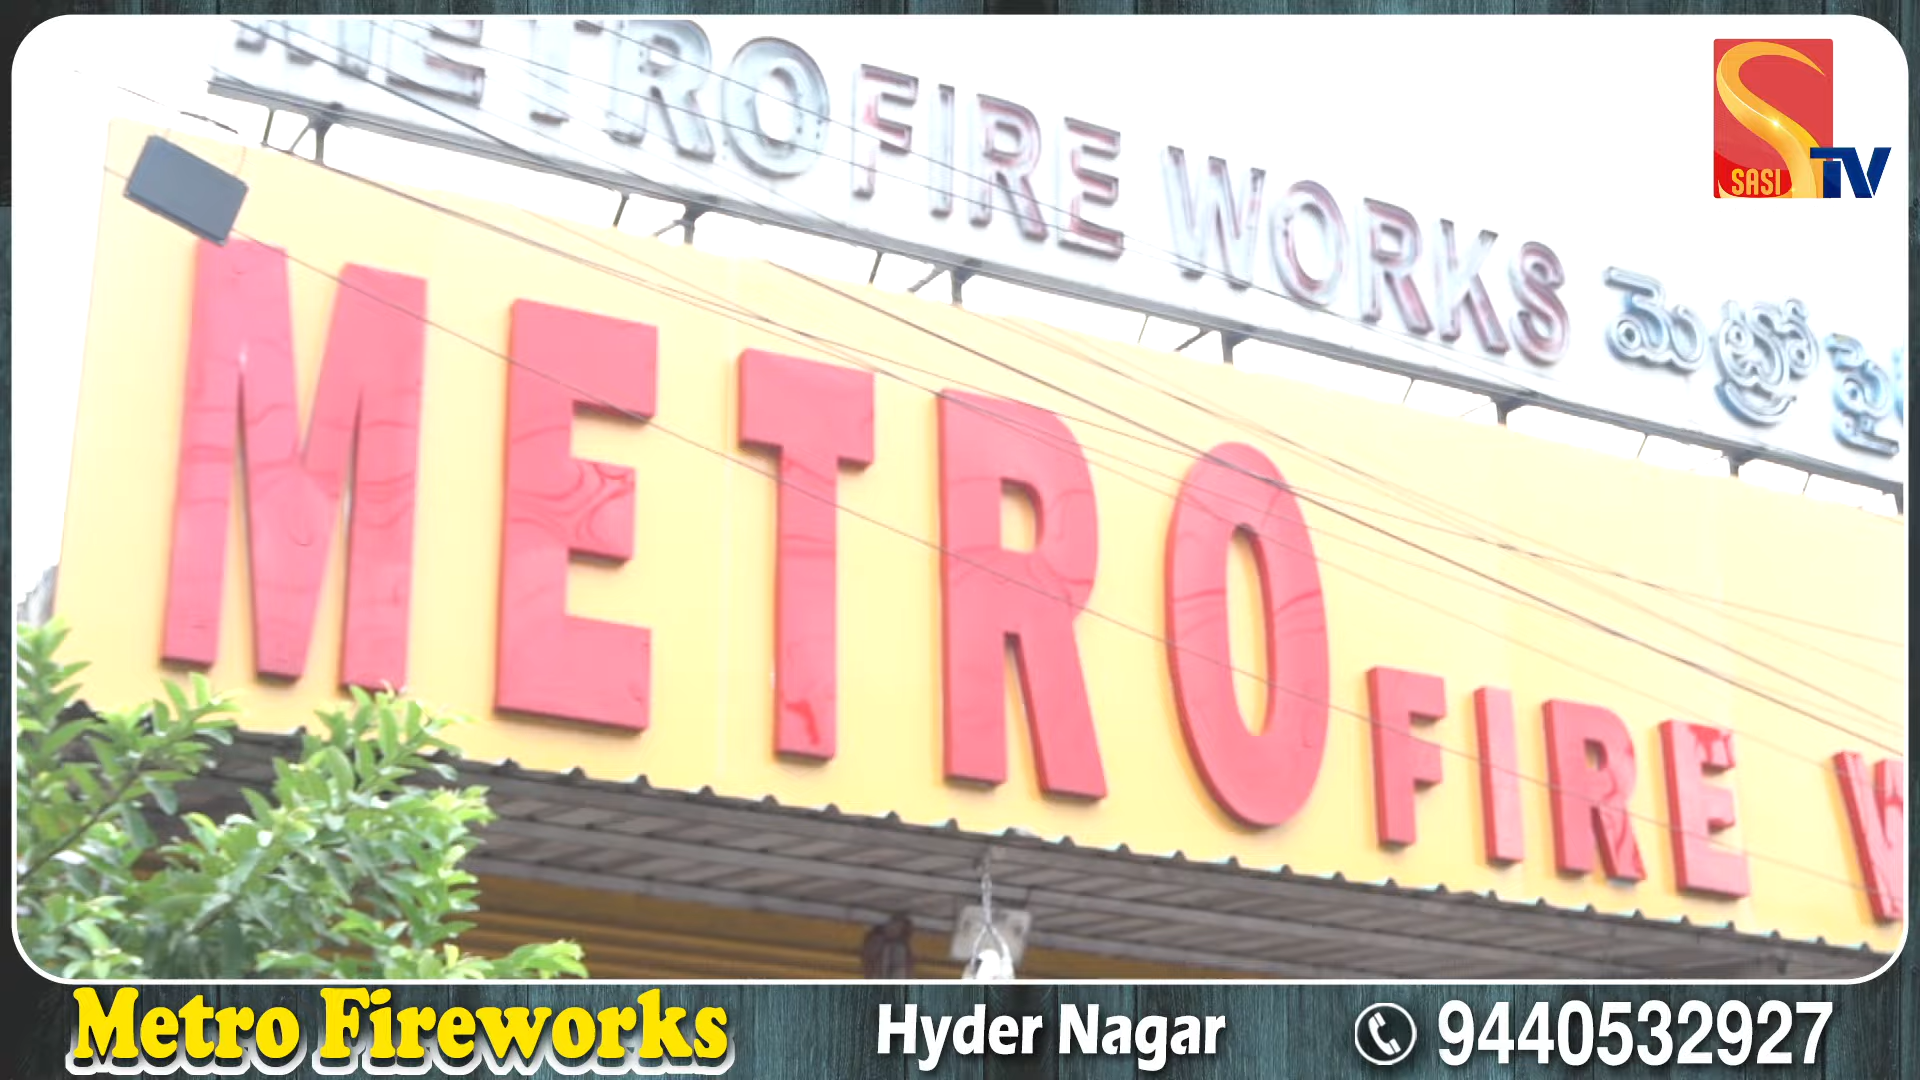 METRO FIRE WORKS మెట్రో ఫై
SASI TV
METRO FIRE W
Metro Fireworks
Hyder Nagar
9440532927